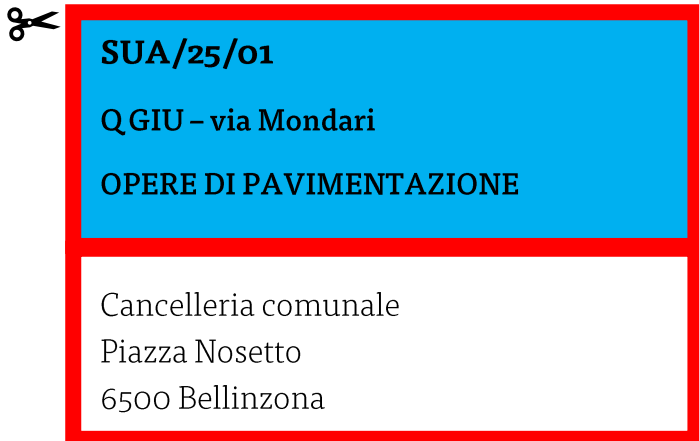 SUA/25/01
Q GIU – via Mondari
OPERE DI PAVIMENTAZIONE
Cancelleria comunale
Piazza Nosetto
6500 Bellinzona